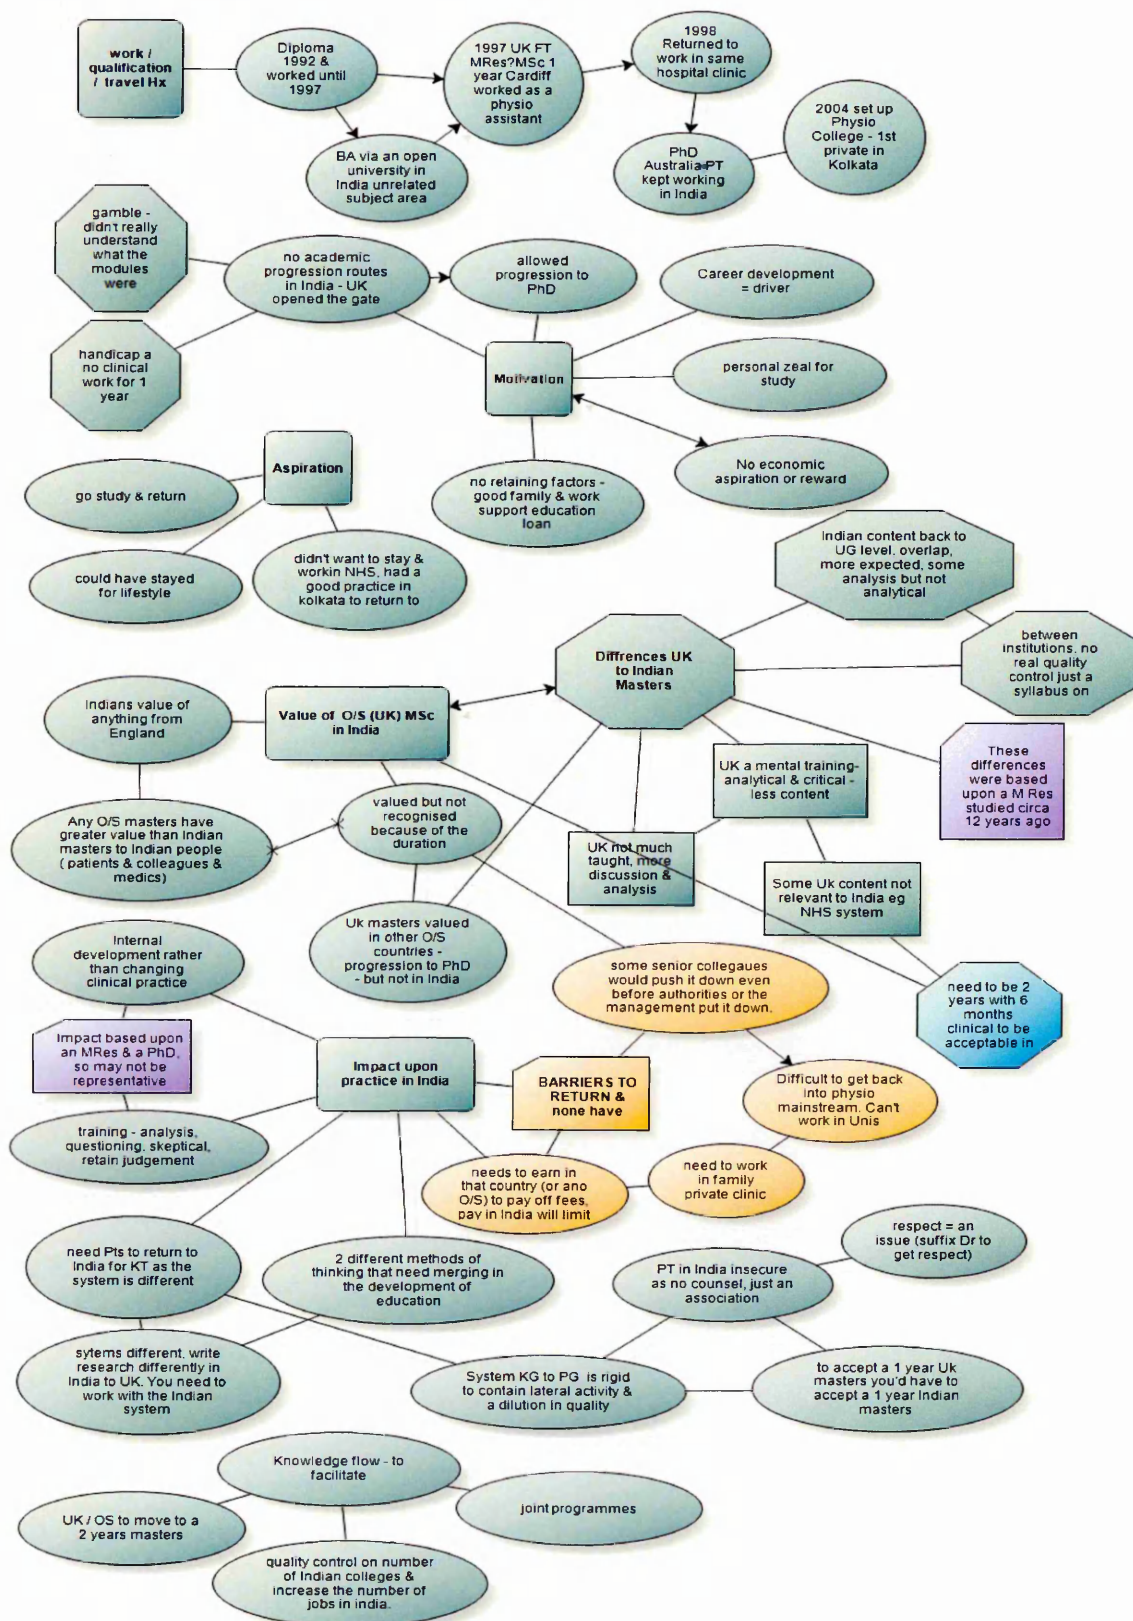 work /
qualification
/ travel Hx
Diploma
1992 &
worked until
1997
1997 UK FT
MRes?MSc 1
year Cardiff
worked as a
physio
assistant
1998
Returned to
work in same
hospital clinic
BA via an open
university in
India unrelated
subject area
PhD
Australia-PT
kept working
in India
2004 set up
Physio
College - 1st
private in
Kolkata
gamble -
didn't really
understand
what the
modules
were
no academic
progression routes
in India - UK
opened the gate
allowed
progression to
PhD
Career development
= driver
handicap a
no clinical
work for 1
year
Motivation
personal zeal for
study
Aspiration
go study & return
no retaining factors -
good family & work
support education
loan
No economic
aspiration or reward
could have stayed
for lifestyle
didn't want to stay &
workin NHS, had a
good practice in
kolkata to return to
Indian content back to
UG level, overlap,
more expected, some
analysis but not
analytical
Diffrences UK
to Indian
Masters
between
institutions. no
real quality
control just a
syllabus on
Indians value of
anything from
England
Value of O/S (UK) MSc
in India
UK a mental training-
analytical & critical -
less content
These
differences
were based
upon a M Res
studied circa
12 years ago
Any O/S masters have
greater value than Indian
masters to Indian people
( patients & colleagues &
medics)
valued but not
recognised
because of the
duration
UK not much
taught, more
discussion &
analysis
Some Uk content not
relevant to India eg
NHS system
Internal
development rather
than changing
clinical practice
Uk masters valued
in other O/S
countries -
progression to PhD
- but not in India
some senior collegaues
would push it down even
before authorities or the
management put it down.
need to be 2
years with 6
months
clinical to be
acceptable in
Impact based upon
an MRes & a PhD,
so may not be
representative
Impact upon
practice in India
BARRIERS TO
RETURN &
none have
Difficult to get back
into physio
mainstream. Can't
work in Unis
training - analysis,
questioning, skeptical,
retain judgement
needs to earn in
that country (or ano
O/S) to pay off fees,
pay in India will limit
need to work
in family
private clinic
need Pts to return to
India for KT as the
system is different
2 different methods of
thinking that need merging in
the development of
education
PT in India insecure
as no counsel, just an
association
respect = an
issue (suffix Dr to
get respect)
sytems different, write
research differently in
India to UK. You need to
work with the Indian
system
System KG to PG is rigid
to contain lateral activity &
a dilution in quality
to accept a 1 year Uk
masters you'd have to
accept a 1 year Indian
masters
Knowledge flow - to
facilitate
UK / OS to move to a
2 years masters
joint programmes
quality control on number
of Indian colleges &
increase the number of
jobs in india.